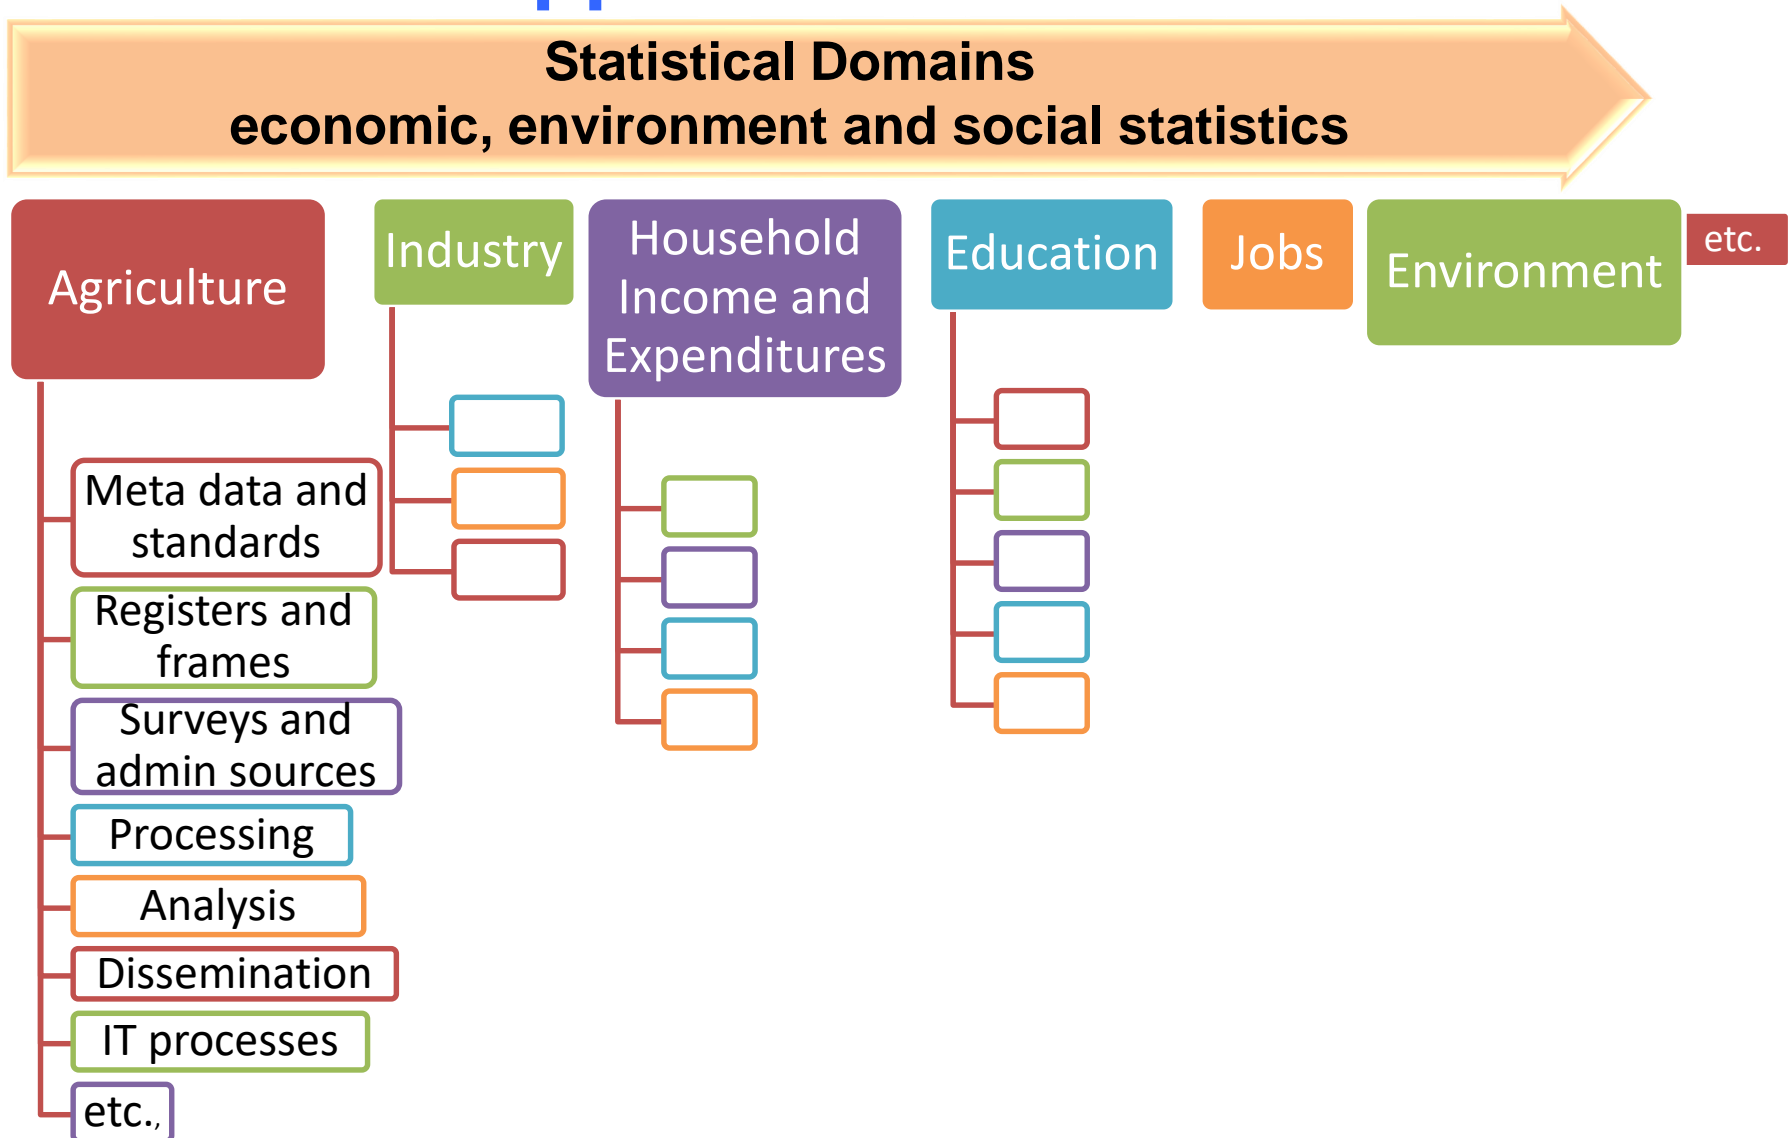 Statistical Domains
economic, environment and social statistics
Agriculture
Industry
Household
Income and
Expenditures
Education
Jobs
Environment
etc.
Meta data and
standards
Registers and
frames
Surveys and
admin sources
Processing
Analysis
Dissemination
IT processes
etc.,